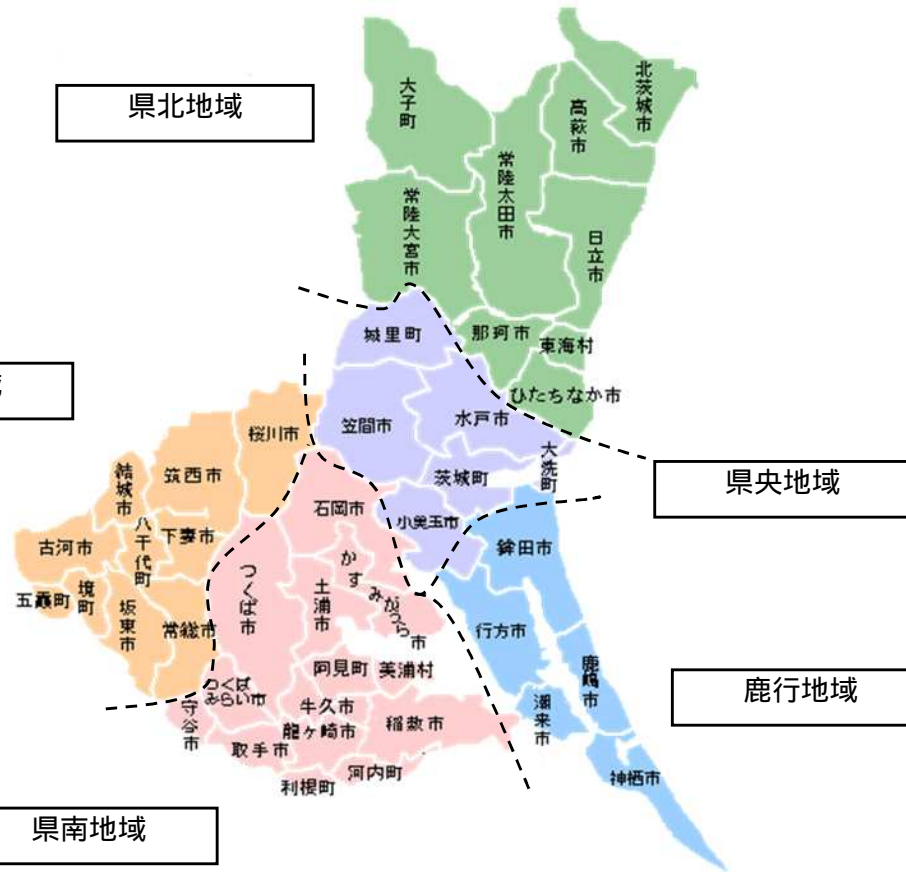 県北地域
大子町
北茨城市
高萩市
常陸太田市
常陸大宮市
日立市
城里町
那珂市
東海村
ひたちなか市
域
桜川市
笠間市
水戸市
大洗町
茨城町
県央地域
結城市
筑西市
石岡市
小美玉市
古河市
八千代町
下妻市
鉾田市
五霞町
境町
坂東市
常総市
つくば市
土浦市
かすみがうら市
行方市
阿見町
美浦村
鹿嶋市
鹿行地域
つくば
みらい市
守谷市
牛久市
龍ヶ崎市
稲敷市
潮来市
取手市
利根町
河内町
神栖市
県南地域